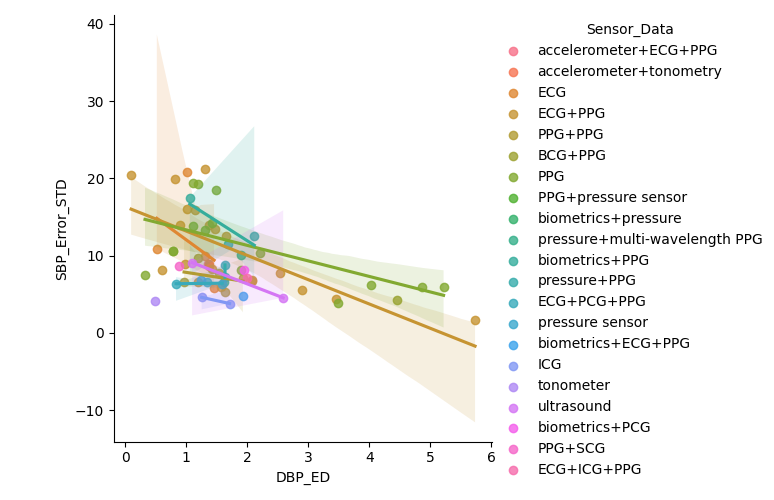 40
30
20
10
0
−10
SBP_Error_STD
0
1
2
3
4
5
6
DBP_ED
Sensor_Data
accelerometer+ECG+PPG
accelerometer+tonometry
ECG
ECG+PPG
PPG+PPG
BCG+PPG
PPG
PPG+pressure sensor
biometrics+pressure
pressure+multi-wavelength PPG
biometrics+PPG
pressure+PPG
ECG+PCG+PPG
pressure sensor
biometrics+ECG+PPG
ICG
tonometer
ultrasound
biometrics+PCG
PPG+SCG
ECG+ICG+PPG